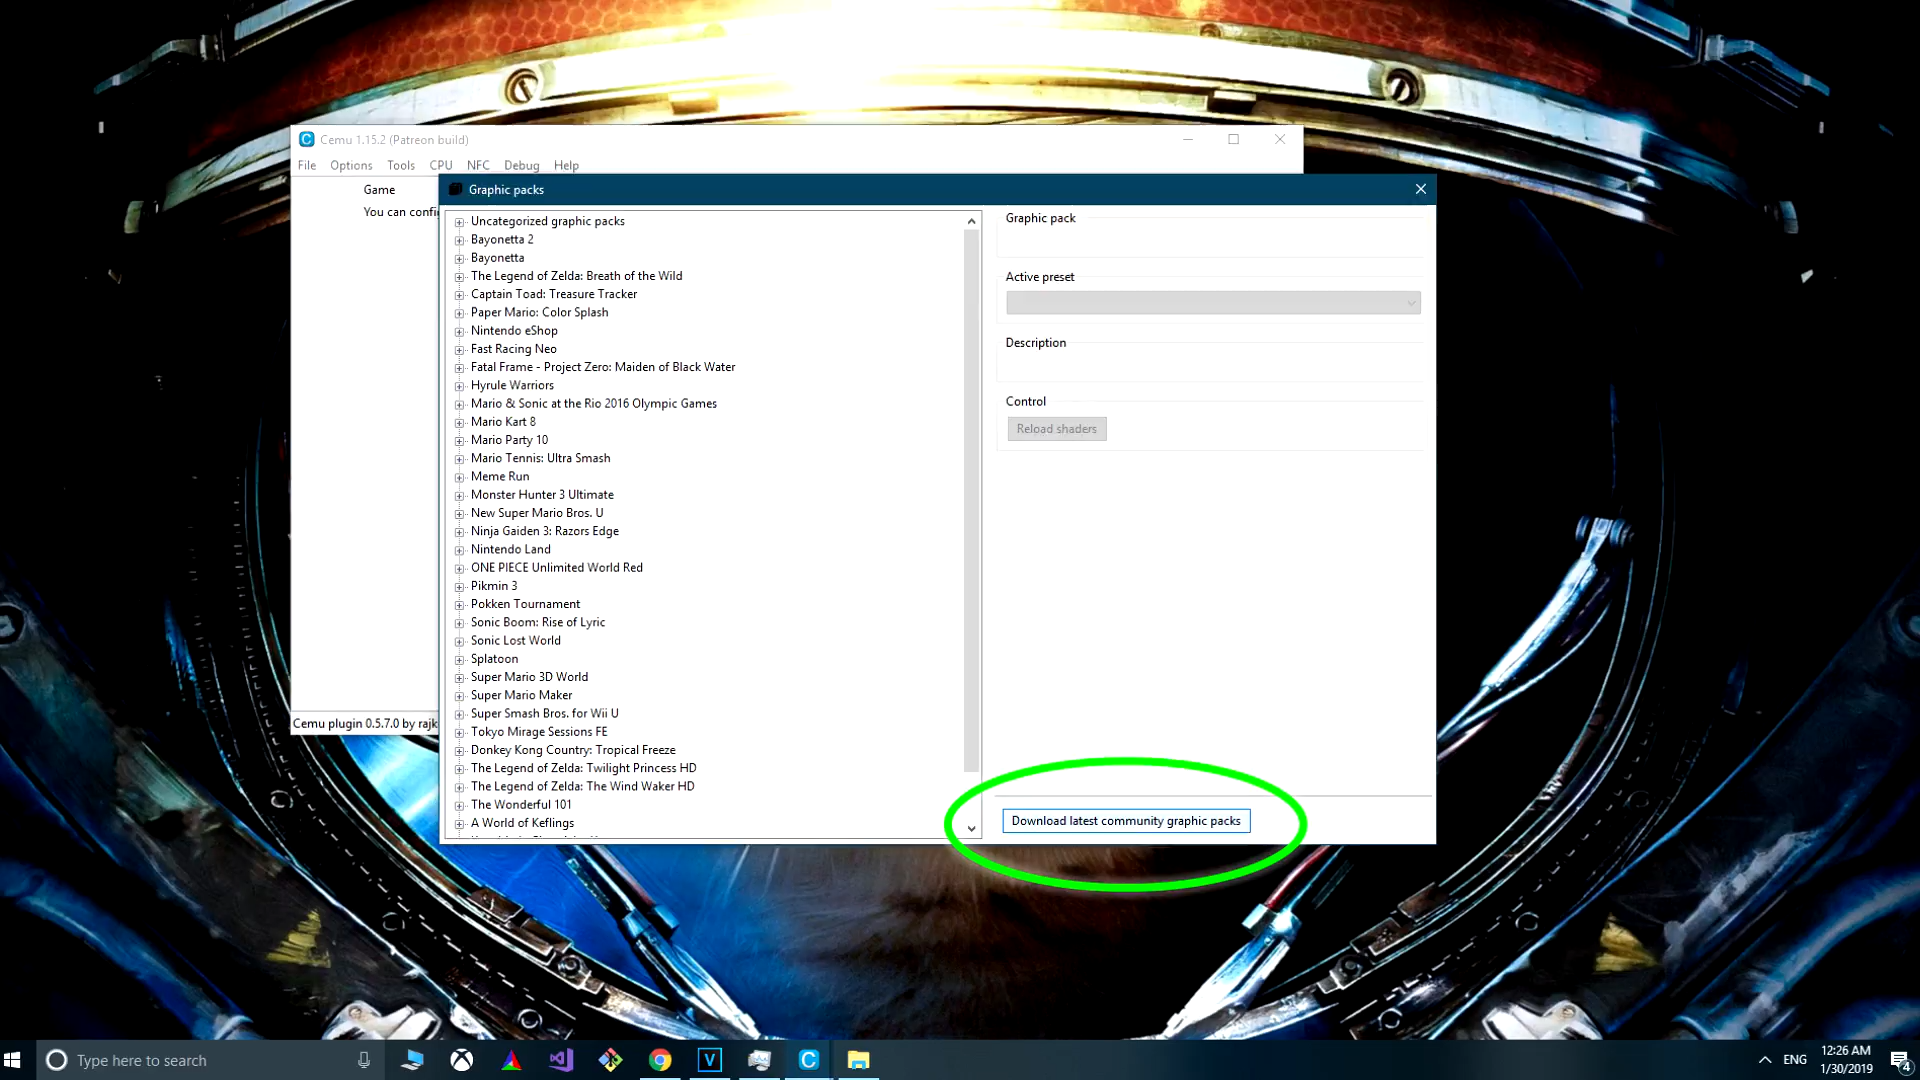 Cemu 1.15.2 (Patreon build)
File Options Tools CPU NFC Debug Help
Game
You can config
Graphic packs
Uncategorized graphic packs
Bayonetta 2
Bayonetta
The Legend of Zelda: Breath of the Wild
Captain Toad: Treasure Tracker
Paper Mario: Color Splash
Nintendo eShop
Fast Racing Neo
Fatal Frame - Project Zero: Maiden of Black Water
Hyrule Warriors
Mario & Sonic at the Rio 2016 Olympic Games
Mario Kart 8
Mario Party 10
Mario Tennis: Ultra Smash
Meme Run
Monster Hunter 3 Ultimate
New Super Mario Bros. U
Ninja Gaiden 3: Razors Edge
Nintendo Land
ONE PIECE Unlimited World Red
Pikmin 3
Pokken Tournament
Sonic Boom: Rise of Lyric
Sonic Lost World
Splatoon
Super Mario 3D World
Super Mario Maker
Super Smash Bros. for Wii U
Tokyo Mirage Sessions FE
Donkey Kong Country: Tropical Freeze
The Legend of Zelda: Twilight Princess HD
The Legend of Zelda: The Wind Waker HD
The Wonderful 101
A World of Keflings
Graphic pack
Active preset
Description
Control
Reload shaders
Download latest community graphic packs
Cemu plugin 0.5.7.0 by rajk
Type here to search
ENG
12:26 AM
1/30/2019
4